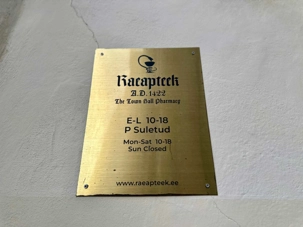 Raeapteek
A.D. 1422
The Town Hall Pharmacy
E-L 10-18
P Suletud
Mon-Sat 10-18
Sun Closed
www.raeapteek.ee